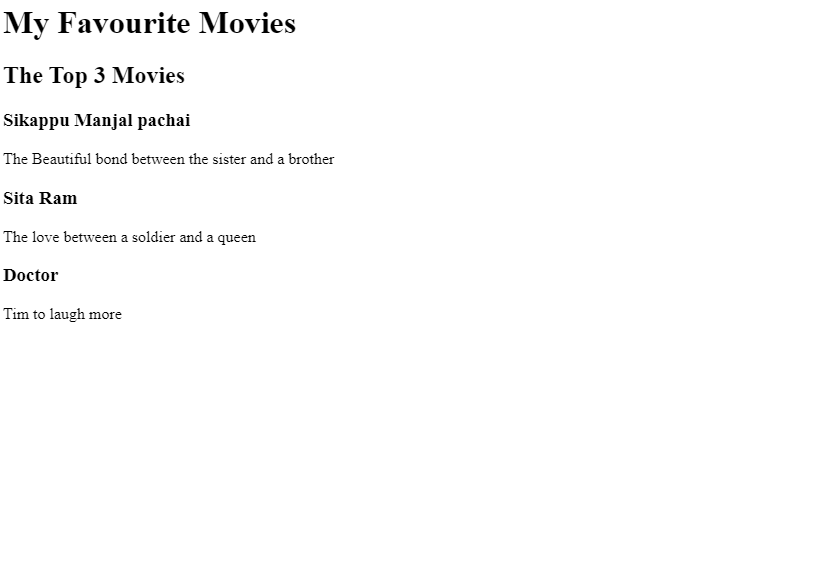 My Favourite Movies
The Top 3 Movies
Sikappu Manjal pachai
The Beautiful bond between the sister and a brother
Sita Ram
The love between a soldier and a queen
Doctor
Tim to laugh more